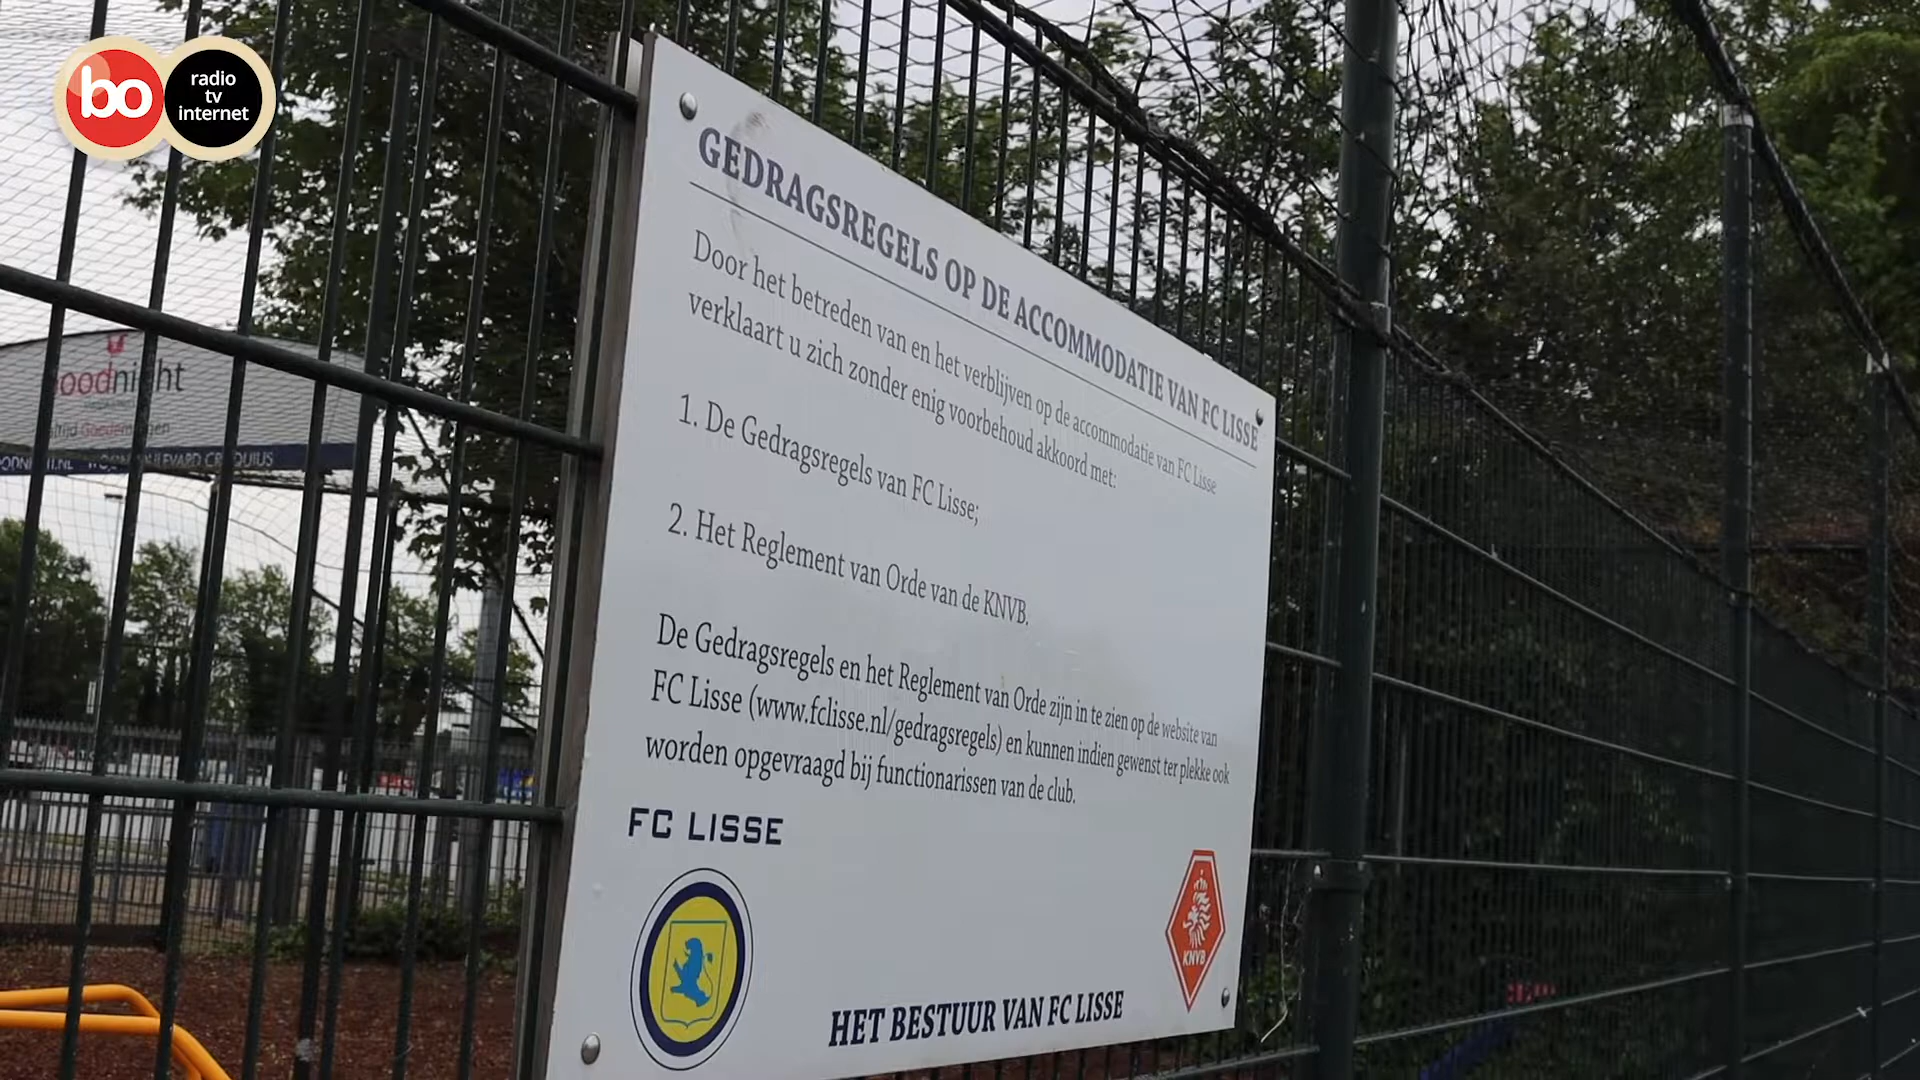 bo
radio
tv
internet
GEDRAGSREGELS OP DE ACCOMMODATIE VAN FC LISSE
Door het betreden van en het verblijven op de accommodatie van FC Lisse
verklaart u zich zonder enig voorbehoud akkoord met:
1. De Gedragsregels van FC Lisse;
2. Het Reglement van Orde van de KNVB.
De Gedragsregels en het Reglement van Orde zijn in te zien op de website van
FC Lisse (www.fclisse.nl/gedragsregels) en kunnen indien gewenst ter plekke ook
worden opgevraagd bij functionarissen van de club.
FC LISSE
KNVB
HET BESTUUR VAN FC LISSE
goodnight